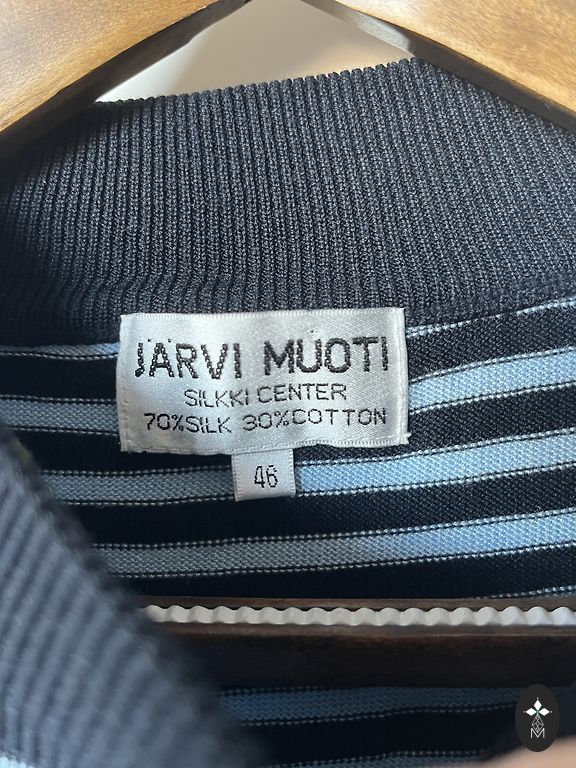 JÄRVI MUOTI
SILKKI CENTER
70%SILK 30%COTTON
46